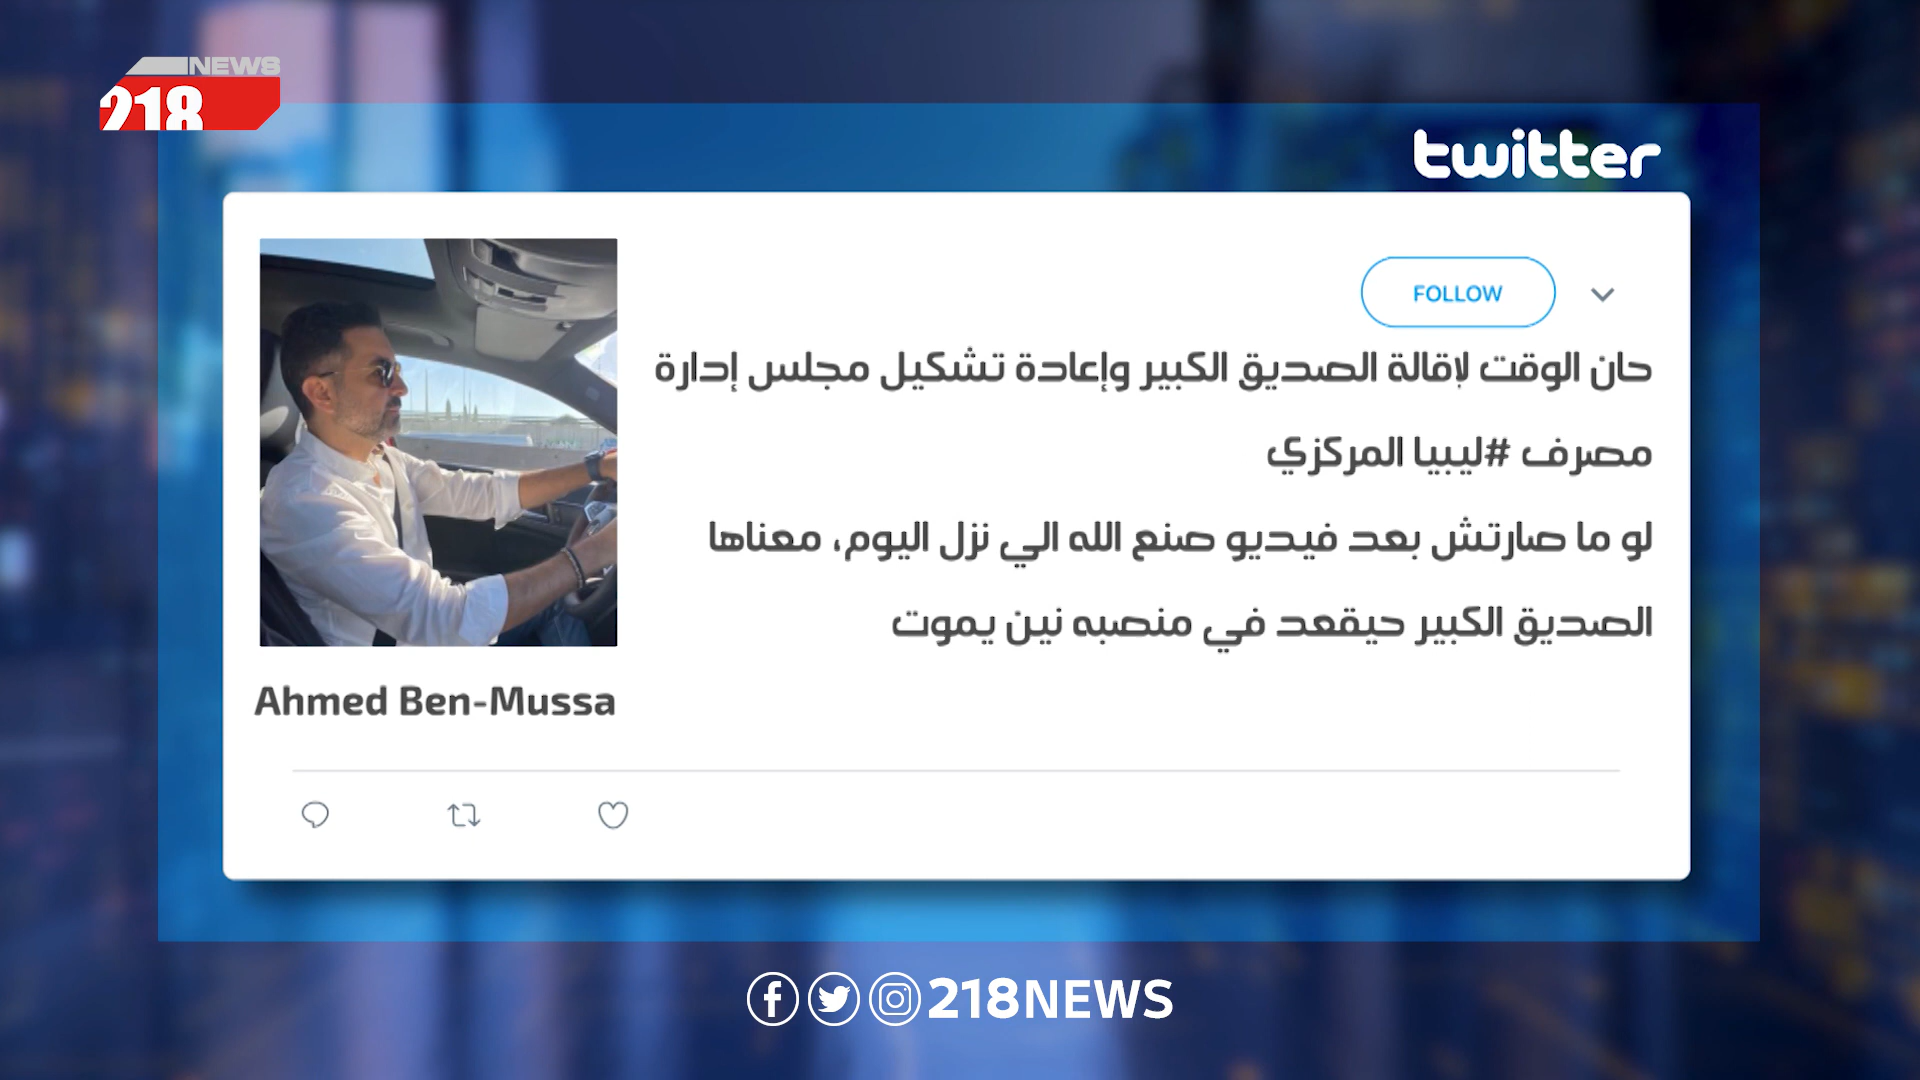 NEWS
218
twitter
FOLLOW
حان الوقت لإقالة الصديق الكبير وإعادة تشكيل مجلس إدارة
مصرف #ليبيا المركزي
لو ما صارتش بعد فيديو صنع الله الي نزل اليوم، معناها
الصديق الكبير حيقعد في منصبه نين يموت
Ahmed Ben-Mussa
218NEWS